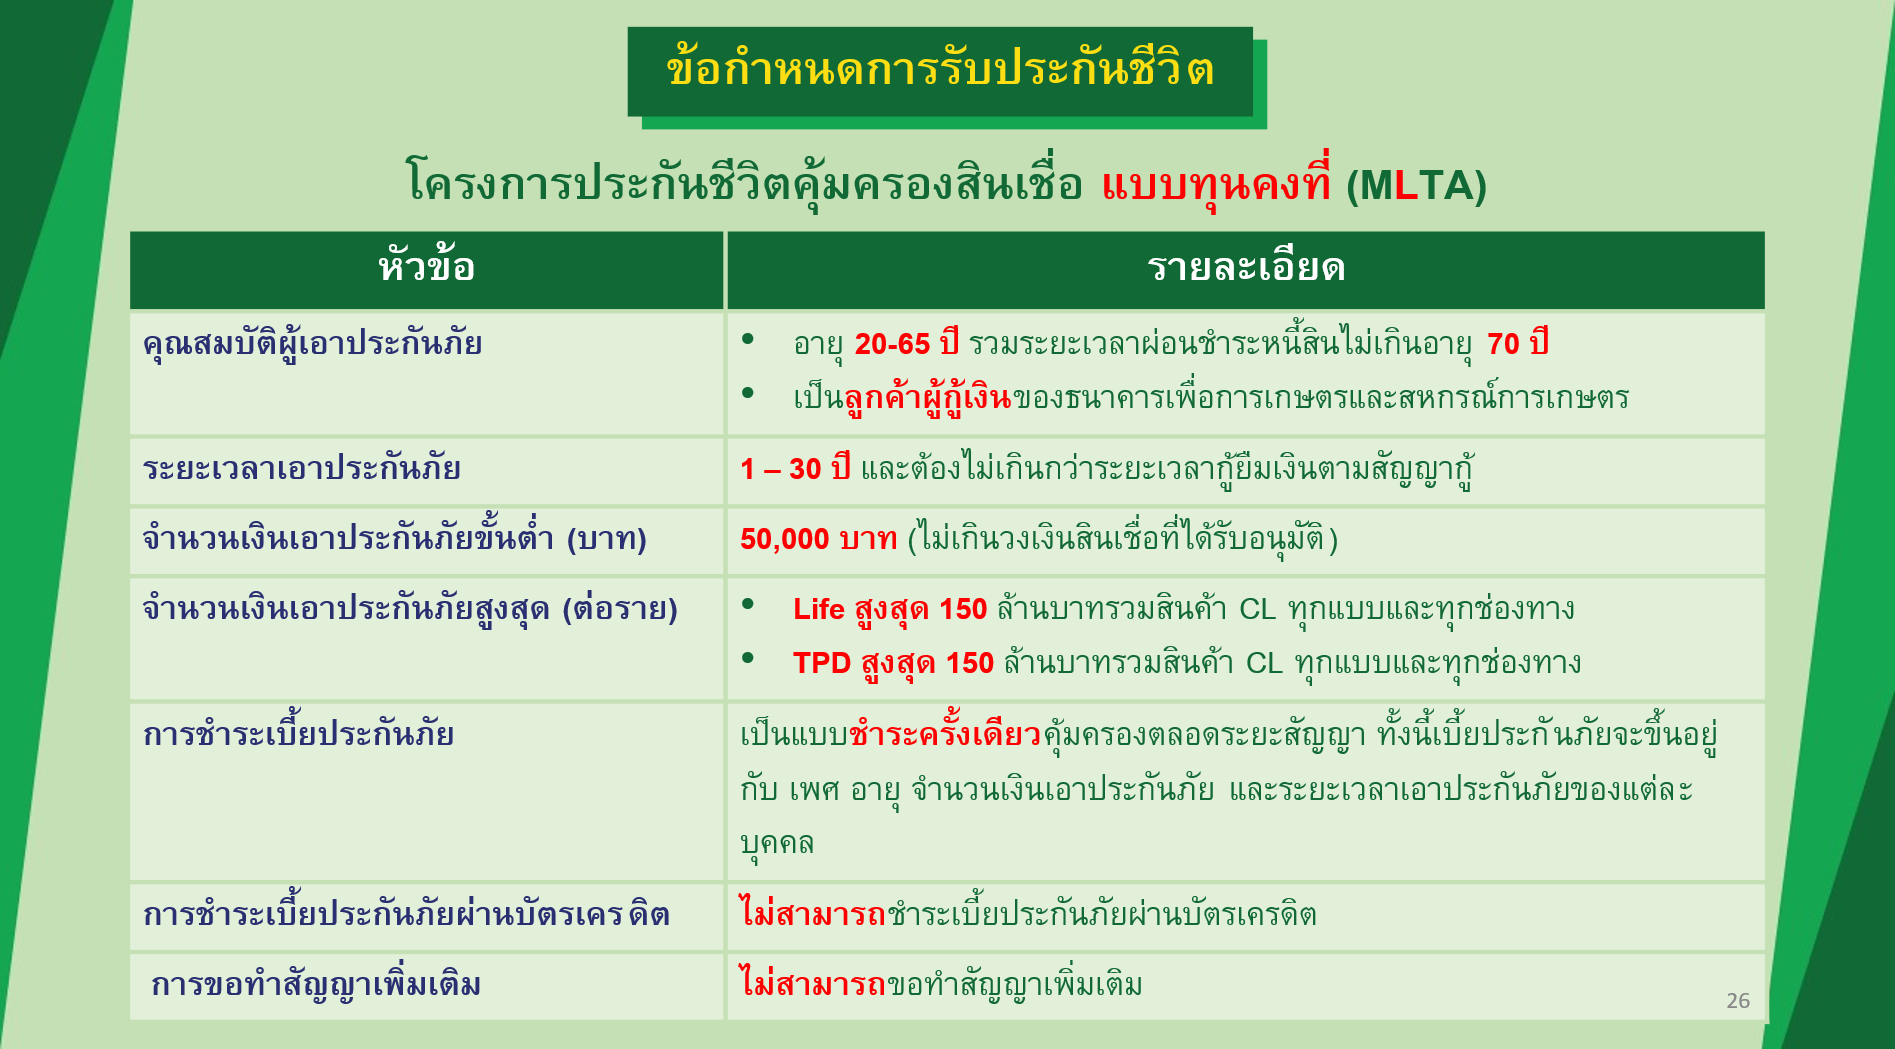 ข้อกำหนดการรับประกันชีวิต
โครงการประกันชีวิตคุ้มครองสินเชื่อ แบบทุนคงที่ (MLTA)
หัวข้อ รายละเอียด
คุณสมบัติผู้เอาประกันภัย
• อายุ 20-65 ปี รวมระยะเวลาผ่อนชำระหนี้สินไม่เกินอายุ 70 ปี
• เป็นลูกค้าผู้กู้เงินของธนาคารเพื่อการเกษตรและสหกรณ์การเกษตร
ระยะเวลาเอาประกันภัย
1 – 30 ปี และต้องไม่เกินกว่าระยะเวลากู้ยืมเงินตามสัญญากู้
จำนวนเงินเอาประกันภัยขั้นต่ำ (บาท)
50,000 บาท (ไม่เกินวงเงินสินเชื่อที่ได้รับอนุมัติ)
จำนวนเงินเอาประกันภัยสูงสุด (ต่อราย)
• Life สูงสุด 150 ล้านบาทรวมสินค้า CL ทุกแบบและทุกช่องทาง
• TPD สูงสุด 150 ล้านบาทรวมสินค้า CL ทุกแบบและทุกช่องทาง
การชำระเบี้ยประกันภัย
เป็นแบบชำระครั้งเดียวคุ้มครองตลอดระยะสัญญา ทั้งนี้เบี้ยประกันภัยจะขึ้นอยู่
กับ เพศ อายุ จำนวนเงินเอาประกันภัย และระยะเวลาเอาประกันภัยของแต่ละ
บุคคล
การชำระเบี้ยประกันภัยผ่านบัตรเครดิต
ไม่สามารถชำระเบี้ยประกันภัยผ่านบัตรเครดิต
การขอทำสัญญาเพิ่มเติม
ไม่สามารถขอทำสัญญาเพิ่มเติม
26